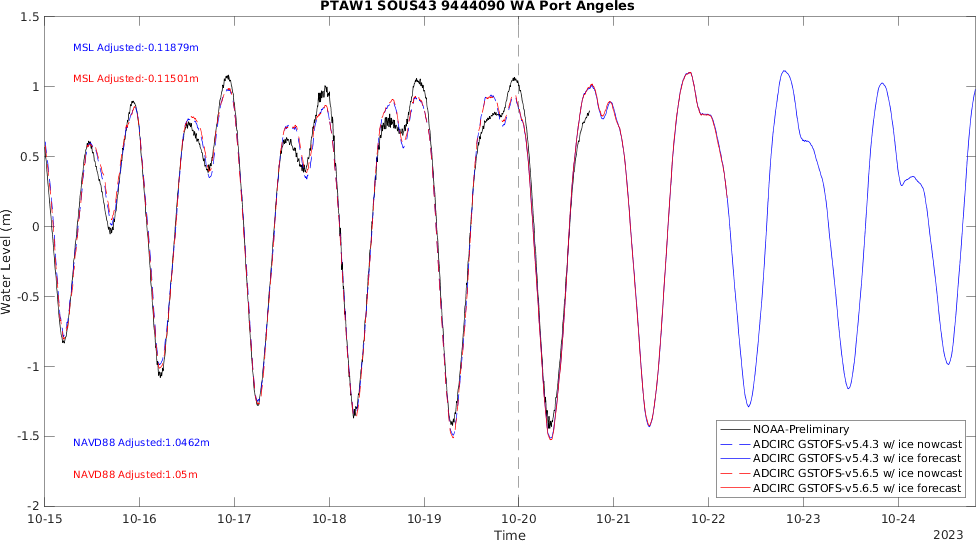 PTAW1 SOUS43 9444090 WA Port Angeles
1.5
1
0.5
0
-0.5
-1
-1.5
-2
Water Level (m)
MSL Adjusted:-0.11879m
MSL Adjusted:-0.11501m
NAVD88 Adjusted:1.0462m
NAVD88 Adjusted:1.05m
NOAA-Preliminary
ADCIRC GSTOFS-v5.4.3 w/ ice nowcast
ADCIRC GSTOFS-v5.4.3 w/ ice forecast
ADCIRC GSTOFS-v5.6.5 w/ ice nowcast
ADCIRC GSTOFS-v5.6.5 w/ ice forecast
10-15 10-16 10-17 10-18 10-19 10-20 10-21 10-22 10-23 10-24
Time
2023